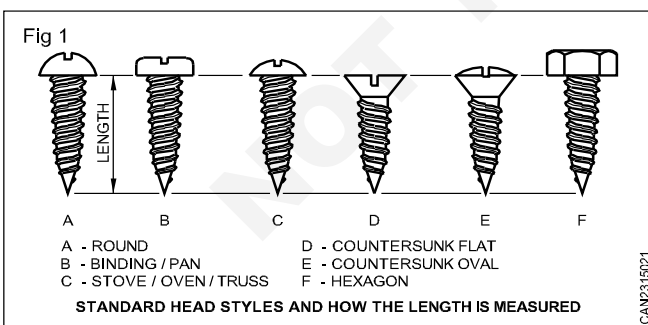 Fig 1
LENGTH
A B C D E F
A - ROUND
B - BINDING / PAN
C - STOVE / OVEN / TRUSS
D - COUNTERSUNK FLAT
E - COUNTERSUNK OVAL
F - HEXAGON
STANDARD HEAD STYLES AND HOW THE LENGTH IS MEASURED
CAN2315021
NOT